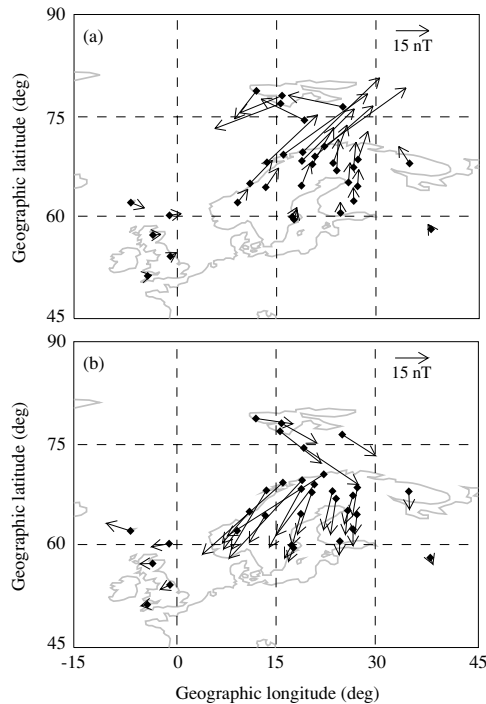 90
(a)
15 nT
75
Geographic latitude (deg)
60
45
90
(b)
15 nT
75
Geographic latitude (deg)
60
45
-15 0 15 30 45
Geographic longitude (deg)